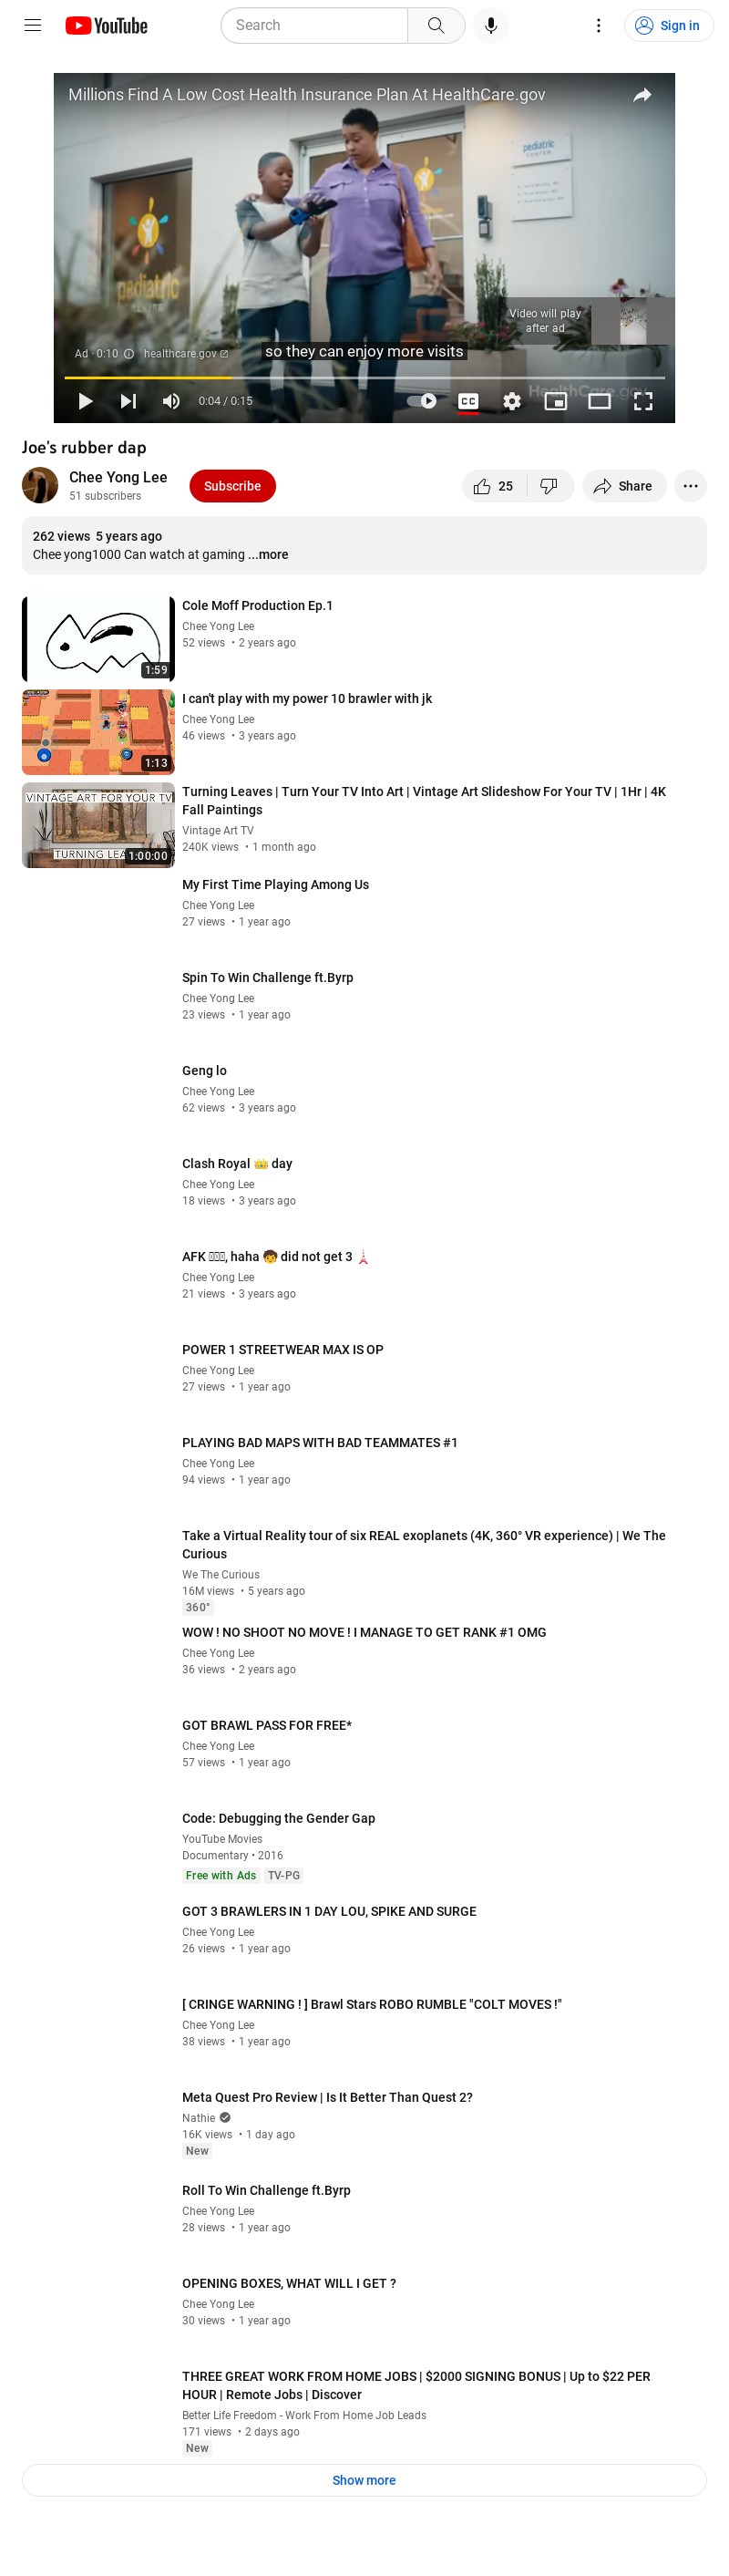 YouTube
Search
Sign in
Millions Find A Low Cost Health Insurance Plan At HealthCare.gov
pediatric
CENTER
pediatric
Video will play
after ad
Ad · 0:10 healthcare.gov
so they can enjoy more visits
HealthCare.gov
0:04 / 0:15
CC
Joe's rubber dap
Chee Yong Lee
51 subscribers
Subscribe
25
Share
262 views 5 years ago
Chee yong1000 Can watch at gaming ...more
Cole Moff Production Ep.1
Chee Yong Lee
52 views • 2 years ago
1:59
I can't play with my power 10 brawler with jk
Chee Yong Lee
46 views • 3 years ago
1:13
VINTAGE ART FOR YOUR TV
TURNING LEA
1:00:00
Turning Leaves | Turn Your TV Into Art | Vintage Art Slideshow For Your TV | 1Hr | 4K
Fall Paintings
Vintage Art TV
240K views • 1 month ago
My First Time Playing Among Us
Chee Yong Lee
27 views • 1 year ago
Spin To Win Challenge ft.Byrp
Chee Yong Lee
23 views • 1 year ago
Geng lo
Chee Yong Lee
62 views • 3 years ago
Clash Royal 👑 day
Chee Yong Lee
18 views • 3 years ago
AFK , haha 🧒 did not get 3 🗼
Chee Yong Lee
21 views • 3 years ago
POWER 1 STREETWEAR MAX IS OP
Chee Yong Lee
27 views • 1 year ago
PLAYING BAD MAPS WITH BAD TEAMMATES #1
Chee Yong Lee
94 views • 1 year ago
Take a Virtual Reality tour of six REAL exoplanets (4K, 360° VR experience) | We The
Curious
We The Curious
16M views • 5 years ago
360°
WOW ! NO SHOOT NO MOVE ! I MANAGE TO GET RANK #1 OMG
Chee Yong Lee
36 views • 2 years ago
GOT BRAWL PASS FOR FREE*
Chee Yong Lee
57 views • 1 year ago
Code: Debugging the Gender Gap
YouTube Movies
Documentary • 2016
Free with Ads TV-PG
GOT 3 BRAWLERS IN 1 DAY LOU, SPIKE AND SURGE
Chee Yong Lee
26 views • 1 year ago
[ CRINGE WARNING ! ] Brawl Stars ROBO RUMBLE "COLT MOVES !"
Chee Yong Lee
38 views • 1 year ago
Meta Quest Pro Review | Is It Better Than Quest 2?
Nathie
16K views • 1 day ago
New
Roll To Win Challenge ft.Byrp
Chee Yong Lee
28 views • 1 year ago
OPENING BOXES, WHAT WILL I GET ?
Chee Yong Lee
30 views • 1 year ago
THREE GREAT WORK FROM HOME JOBS | $2000 SIGNING BONUS | Up to $22 PER
HOUR | Remote Jobs | Discover
Better Life Freedom - Work From Home Job Leads
171 views • 2 days ago
New
Show more